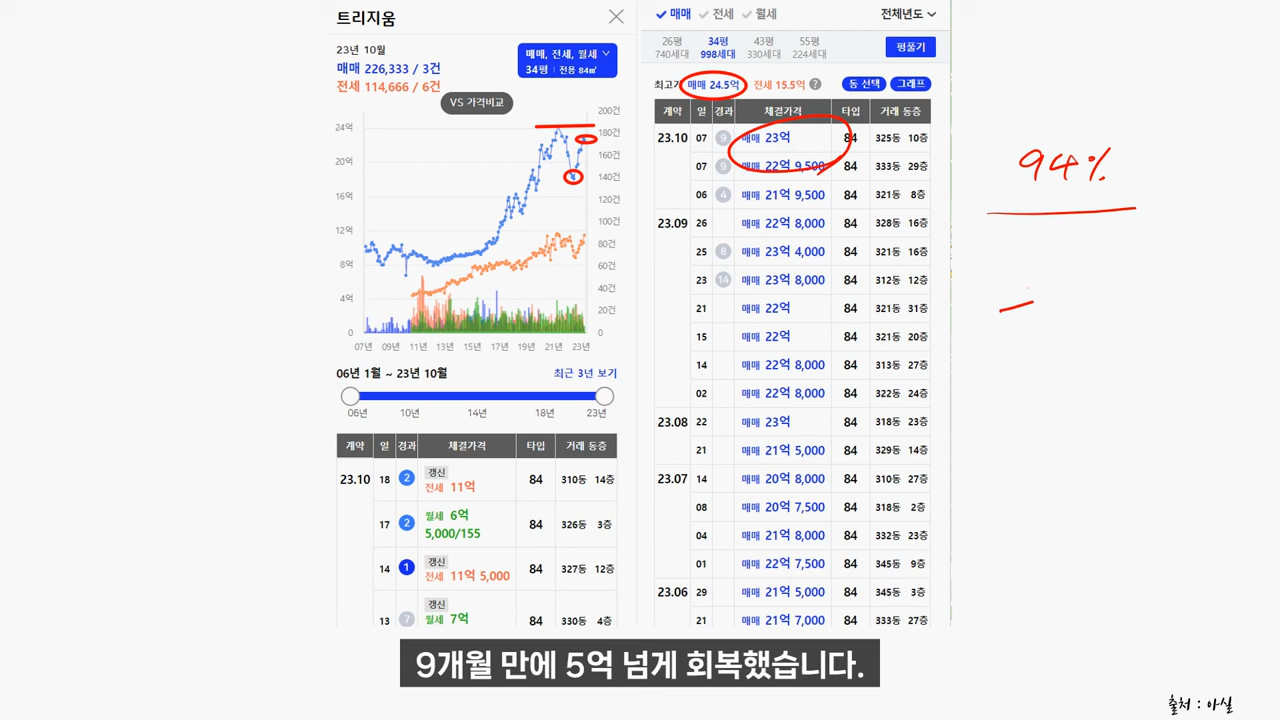 트리지움
23년 10월
매매 226,333 / 3건
전세 114,666 / 6건
매매, 전세, 월세
34평 | 전용 84㎡
VS 가격비교
200건
180건
160건
140건
120건
100건
80건
60건
40건
20건
0건
24억
20억
16억
12억
8억
4억
0
07년 09년 11년 13년 15년 17년 19년 21년 23년
06년 1월 ~ 23년 10월 최근 3년 보기
06년 10년 14년 18년 23년
계약 일 경과 체결가격 타입 거래 동층
23.10 18 2 갱신 전세 11억 84 310동 14층
17 2 월세 6억 5,000/155 84 326동 3층
14 1 갱신 전세 11억 5,000 84 327동 12층
13 7 갱신 월세 7억 84 330동 4층
매매 전세 월세 전체년도
26평 34평 43평 55평
740세대 998세대 330세대 224세대
평풀기
최고가 매매 24.5억 전세 15.5억 ? 동 선택 그래프
계약 일 경과 체결가격 타입 거래 동층
23.10 07 9 매매 23억 84 325동 10층
07 9 매매 22억 9,500 84 333동 29층
06 4 매매 21억 9,500 84 321동 8층
23.09 26 매매 22억 8,000 84 328동 16층
25 8 매매 23억 4,000 84 321동 16층
23 14 매매 23억 8,000 84 312동 12층
21 매매 22억 84 321동 31층
15 매매 22억 84 321동 20층
14 매매 22억 8,000 84 313동 27층
02 매매 22억 8,000 84 322동 24층
23.08 22 매매 23억 84 318동 23층
21 매매 21억 5,000 84 329동 14층
23.07 14 매매 20억 8,000 84 310동 27층
08 매매 20억 7,500 84 318동 2층
04 매매 21억 8,000 84 332동 23층
01 매매 22억 7,500 84 345동 9층
23.06 29 매매 21억 5,000 84 345동 3층
21 매매 21억 7,000 84 333동 27층
94%
9개월 만에 5억 넘게 회복했습니다.
출처 : 아실